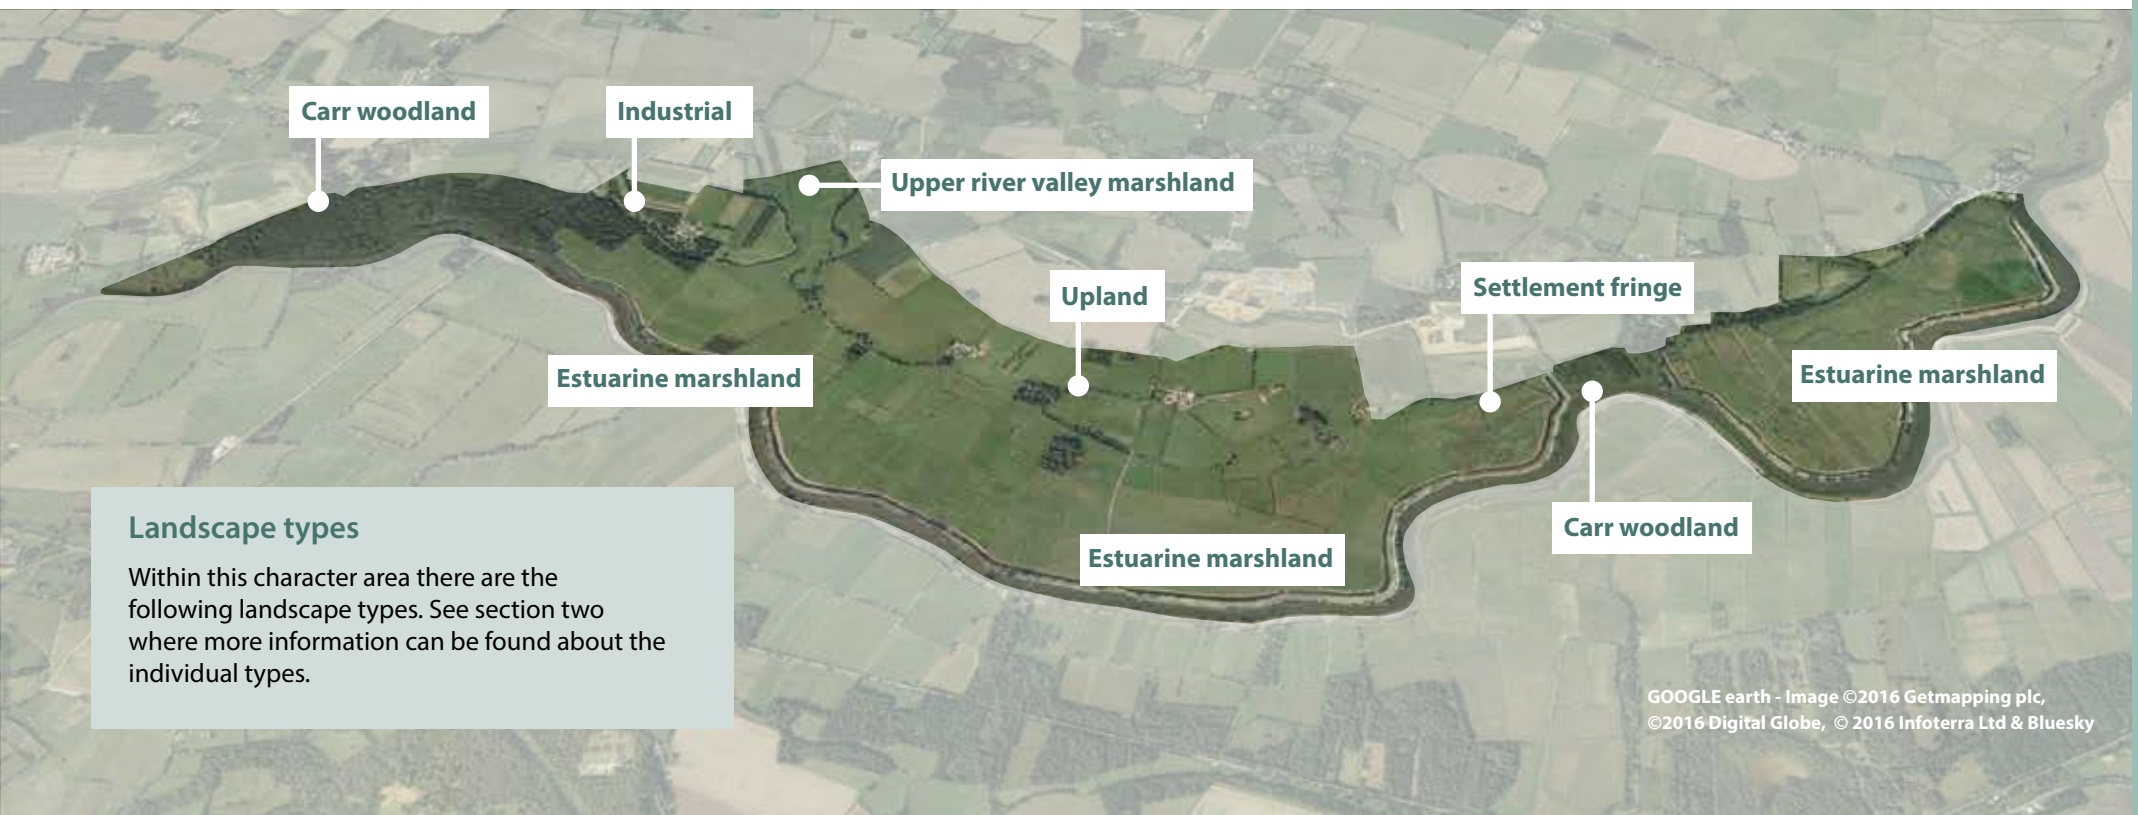 Carr woodland
Industrial
Upper river valley marshland
Upland
Settlement fringe
Estuarine marshland
Estuarine marshland
Carr woodland
Estuarine marshland
Landscape types
Within this character area there are the
following landscape types. See section two
where more information can be found about the
individual types.
GOOGLE earth - Image ©2016 Getmapping plc,
©2016 Digital Globe, © 2016 Infoterra Ltd & Bluesky